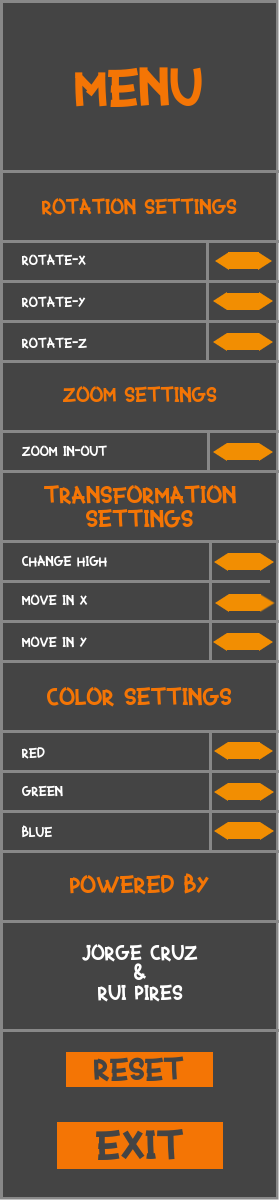 MENU
ROTATION SETTINGS
ROTATE-X
ROTATE-Y
ROTATE-Z
ZOOM SETTINGS
ZOOM IN-OUT
TRANSFORMATION
SETTINGS
CHANGE HIGH
MOVE IN X
MOVE IN Y
COLOR SETTINGS
RED
GREEN
BLUE
POWERED BY
JORGE CRUZ
&
RUI PIRES
RESET
EXIT